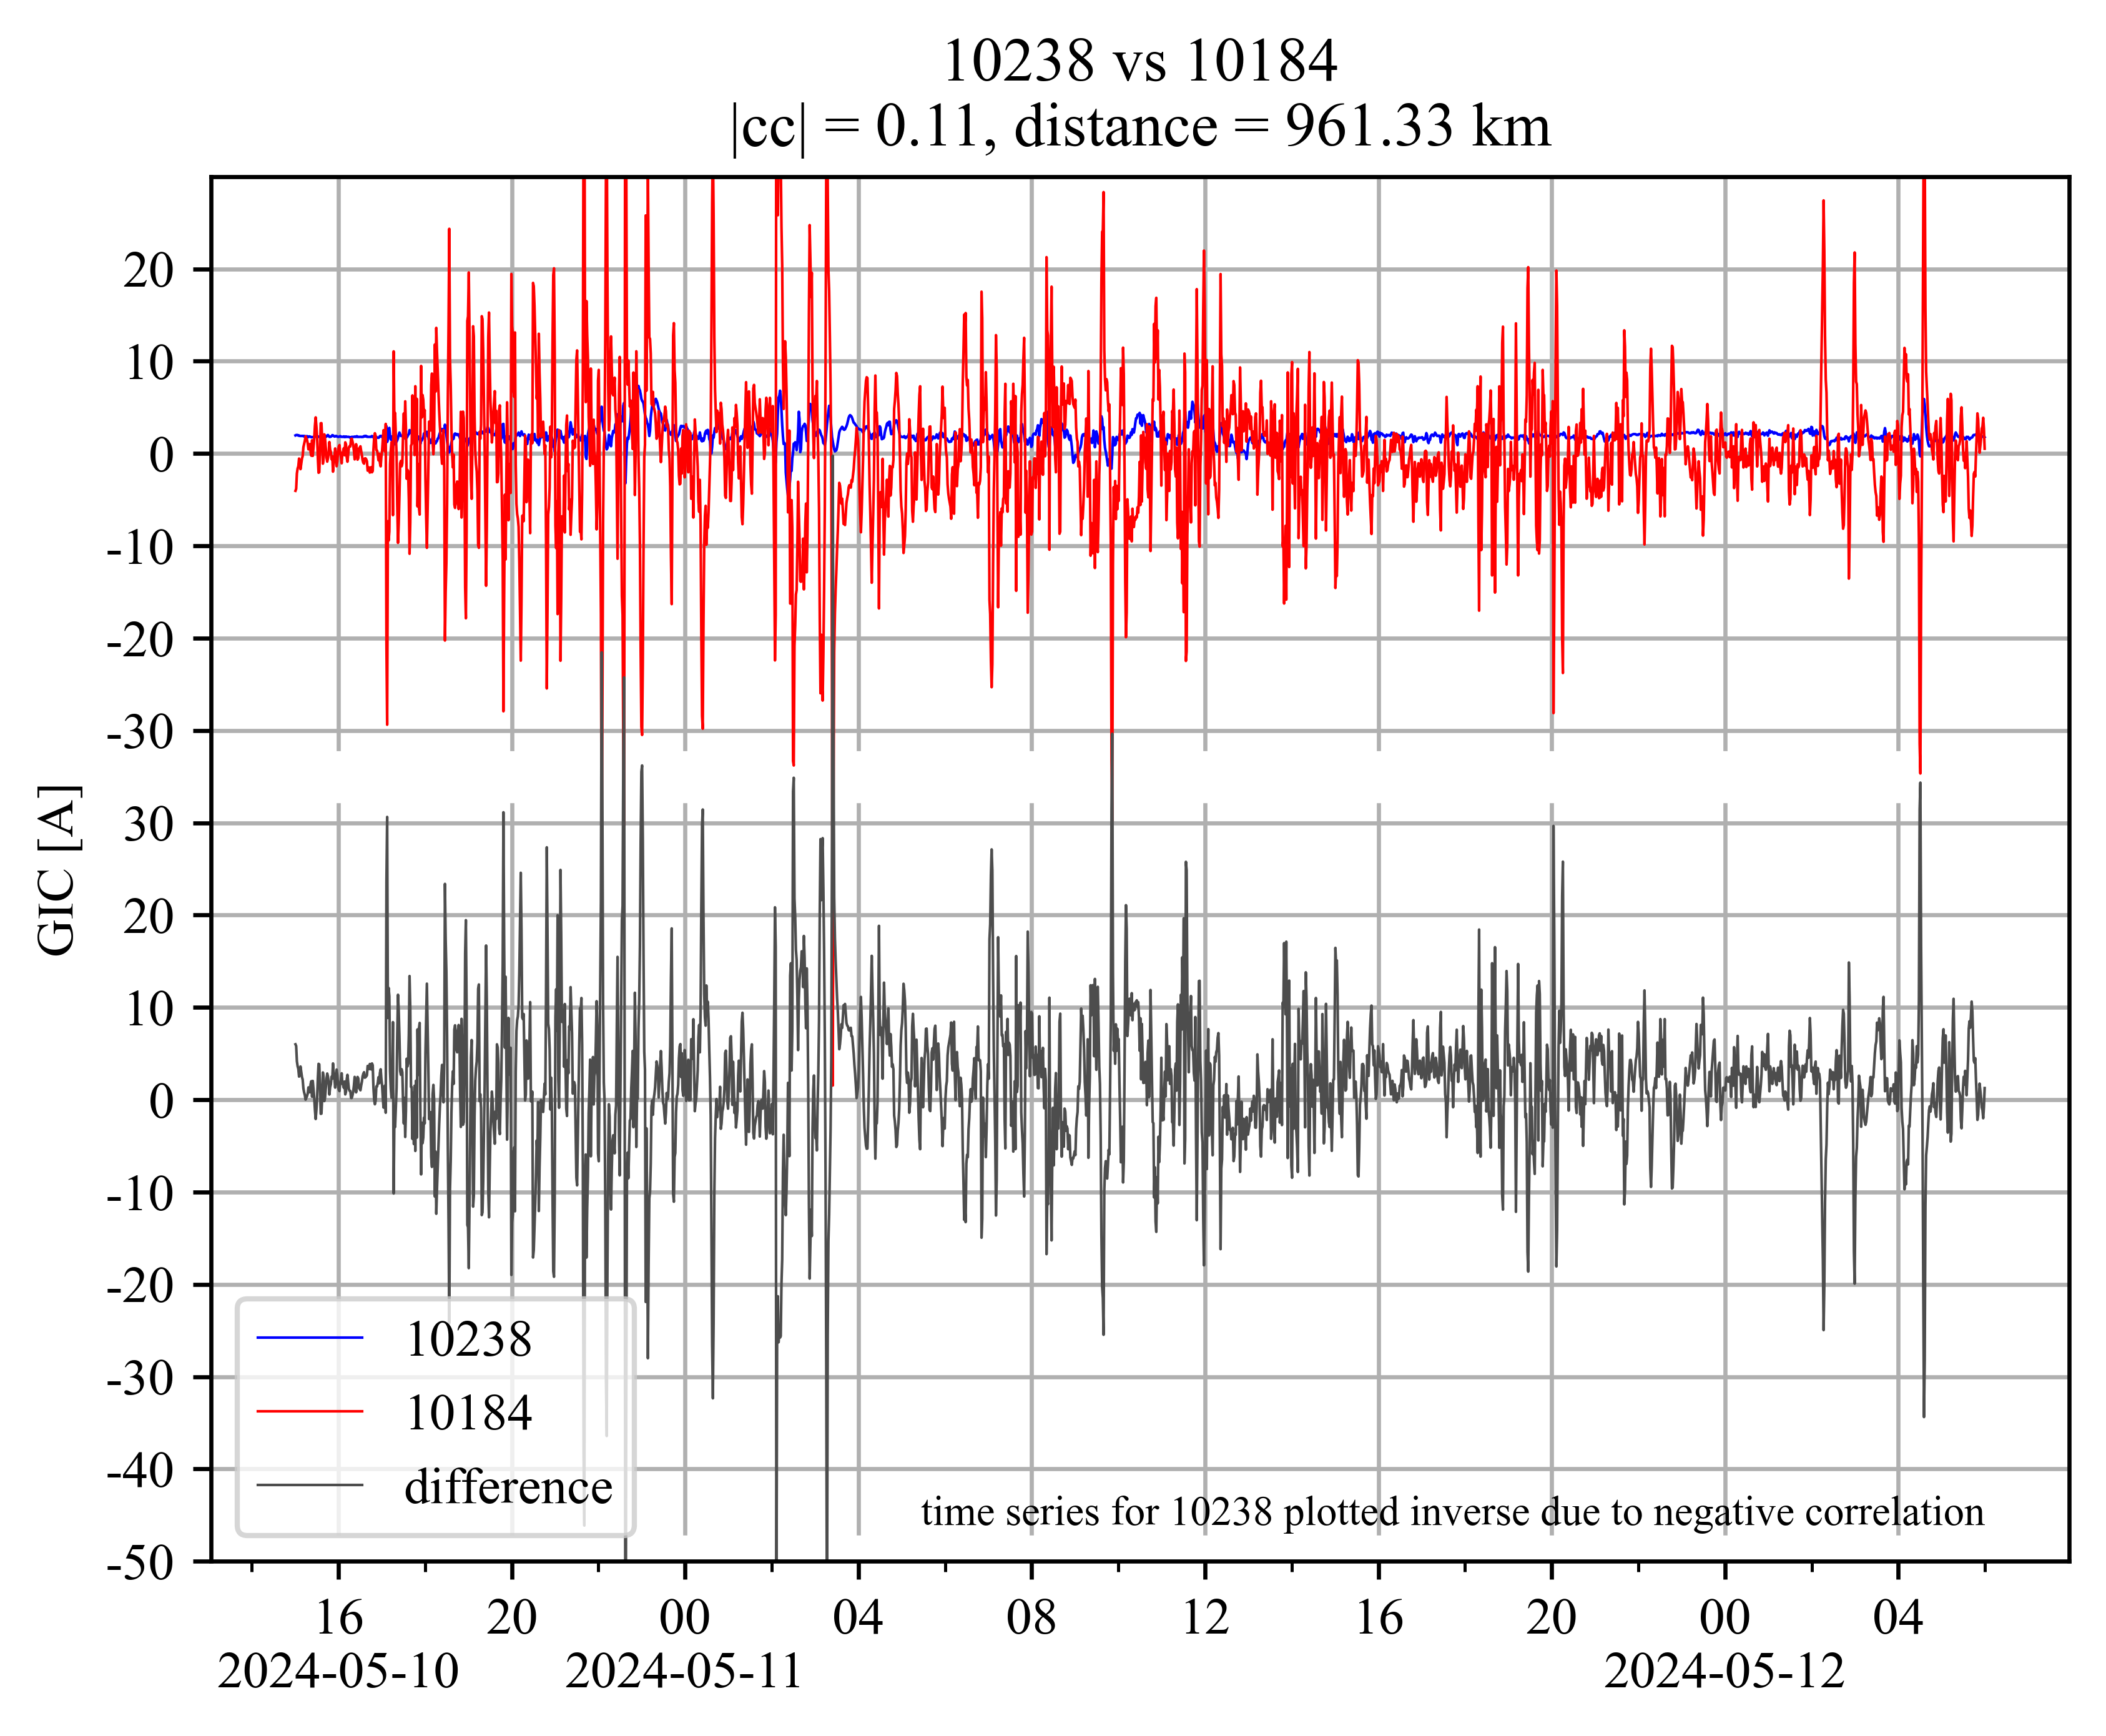 10238 vs 10184
|cc| = 0.11, distance = 961.33 km
GIC [A]
20
10
0
-10
-20
-30
30
20
10
0
-10
-20
-30
-40
-50
10238
10184
difference
time series for 10238 plotted inverse due to negative correlation
16 20 00 04 08 12 16 20 00 04
2024-05-10 2024-05-11 2024-05-12